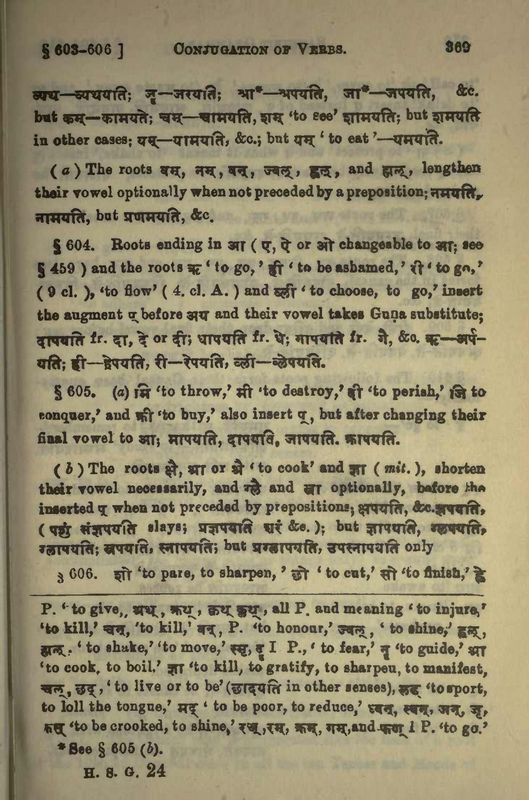 § 603-606 ] CONJUGATION OF VERBS. 369
व्यथ—व्यथयति; जॄ—जरयति; श्रा*—श्रपयति, ज्ञा*—ज्ञपयति, &c.
but कम्—कामयते; चम्—चामयति, शम् 'to see' शामयति; but शमयति
in other cases; यम्—यामयति, &c.; but यम् 'to eat'—यमयति.
(a) The roots वम्, नम्, वन्, ज्वल्, ह्वल्, and ह्मल्, lengthen
their vowel optionally when not preceded by a preposition; नमयति,
नामयति, but प्रणमयति, &c.
§ 604. Roots ending in आ ( ए, ऐ or ओ changeable to आ; see
§ 459 ) and the roots ऋ 'to go,' ह्री 'to be ashamed,' री 'to go,'
( 9 cl. ), 'to flow' ( 4. cl. A. ) and व्ली 'to choose, to go,' insert
the augment प् before अय and their vowel takes Guṇa substitute;
दापयति fr. दा, दे or दी; धापयति fr. धे; गापयति fr. गै, &c. ऋ—अर्प-
यति; ह्री—ह्रेपयति, री—रेपयति, व्ली—व्लेपयति.
§ 605. (a) मि 'to throw,' मी 'to destroy,' दी 'to perish,' जि to
conquer,' and क्री 'to buy,' also insert प्, but after changing their
final vowel to आ; मापयति, दापयति, जापयति. क्रापयति.
(b) The roots क्षै, श्रा or श्रै 'to cook' and ज्ञा ( mit. ), shorten
their vowel necessarily, and ग्लै and स्ना optionally, before the
inserted प् when not preceded by prepositions; क्षपयति, &c. श्रपयति,
( पशुं संज्ञपयति slays; प्रज्ञपयति शरं &c. ); but ज्ञापयति, ग्लपयति,
ग्लापयति; स्नपयति, स्नापयति; but प्रग्लापयति, उपस्नापयति only
§ 606. शो 'to pare, to sharpen,' छो 'to cut,' सो 'to finish,' ह्वे
P. 'to give, श्रथ्, क्रथ्, क्लथ्, all P. and meaning 'to injure,'
'to kill,' चन्, 'to kill,' वन्, P. 'to honour,' ज्वल्, 'to shine,' ह्वल्,
ह्मल्, 'to shake,' 'to move,' स्मृ, दृ I P., 'to fear,' नॄ 'to guide,' श्रा
'to cook, to boil.' ज्ञा 'to kill, to gratify, to sharpen, to manifest,
चल्, छद्, 'to live or to be' (छादयति in other senses), लड् 'to sport,
to loll the tongue,' मद् 'to be poor, to reduce,' ध्वन्, स्वन्, जन्, जॄ,
क्नस् 'to be crooked, to shine,' रञ्ज्, रम्, क्रम्, गम्, and फण् 1 P. 'to go.'
* See § 605 (b).
H. S. G. 24